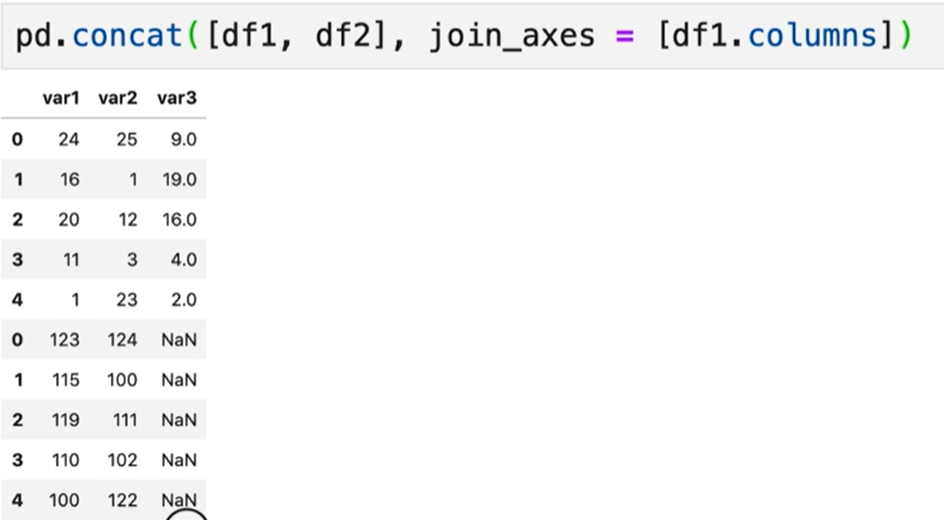 pd.concat([df1, df2], join_axes = [df1.columns])
var1 var2 var3
0 24 25 9.0
1 16 1 19.0
2 20 12 16.0
3 11 3 4.0
4 1 23 2.0
0 123 124 NaN
1 115 100 NaN
2 119 111 NaN
3 110 102 NaN
4 100 122 NaN